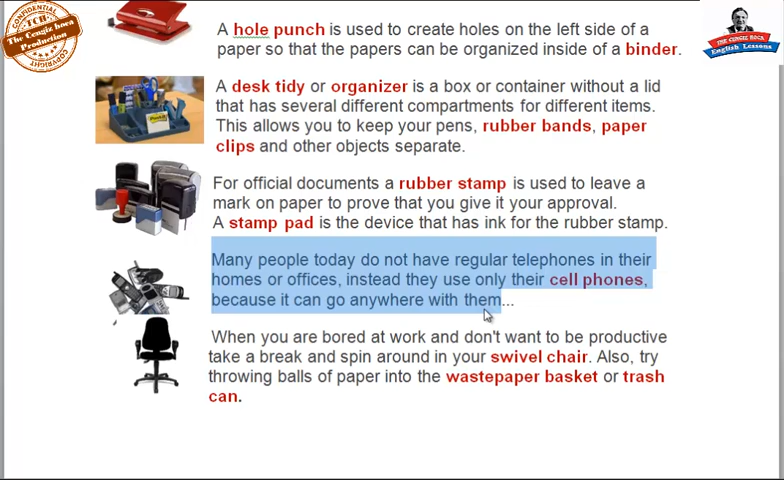 TCH
The Cengiz hoca
Production
COPYRIGHT
THE CENGIZ HOCA
English Lessons
A hole punch is used to create holes on the left side of a
paper so that the papers can be organized inside of a binder.
A desk tidy or organizer is a box or container without a lid
that has several different compartments for different items.
This allows you to keep your pens, rubber bands, paper
clips and other objects separate.
For official documents a rubber stamp is used to leave a
mark on paper to prove that you give it your approval.
A stamp pad is the device that has ink for the rubber stamp.
Many people today do not have regular telephones in their
homes or offices, instead they use only their cell phones,
because it can go anywhere with them...
When you are bored at work and don't want to be productive
take a break and spin around in your swivel chair. Also, try
throwing balls of paper into the wastepaper basket or trash
can.